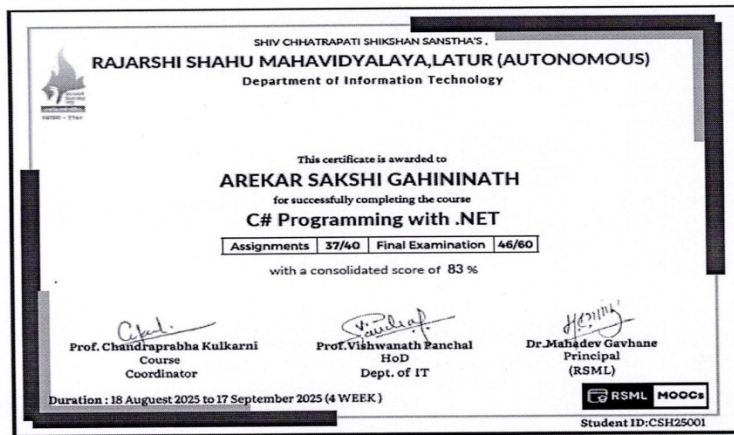 SHIV CHHATRAPATI SHIKSHAN SANSTHA'S ,
RAJARSHI SHAHU MAHAVIDYALAYA,LATUR (AUTONOMOUS)
Department of Information Technology
This certificate is awarded to
AREKAR SAKSHI GAHININATH
for successfully completing the course
C# Programming with .NET
Assignments 37/40 Final Examination 46/60
with a consolidated score of 83 %
Prof. Chandraprabha Kulkarni
Course
Coordinator
Prof.Vishwanath Panchal
HoD
Dept. of IT
Dr.Mahadev Gavhane
Principal
(RSML)
Duration : 18 Auguest 2025 to 17 September 2025 (4 WEEK )
RSML MOOCs
Student ID:CSH25001